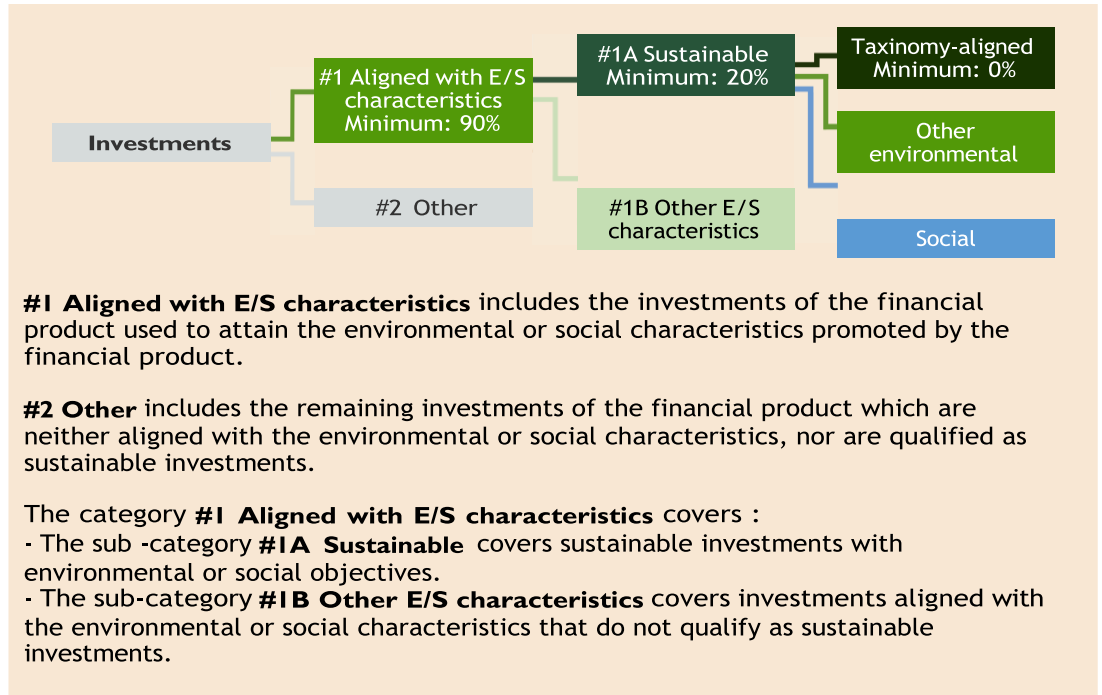 Investments
#1 Aligned with E/S
characteristics
Minimum: 90%
#2 Other
#1A Sustainable
Minimum: 20%
#1B Other E/S
characteristics
Taxinomy-aligned
Minimum: 0%
Other
environmental
Social
#1 Aligned with E/S characteristics includes the investments of the financial
product used to attain the environmental or social characteristics promoted by the
financial product.
#2 Other includes the remaining investments of the financial product which are
neither aligned with the environmental or social characteristics, nor are qualified as
sustainable investments.
The category #1 Aligned with E/S characteristics covers :
- The sub -category #1A Sustainable covers sustainable investments with
environmental or social objectives.
- The sub-category #1B Other E/S characteristics covers investments aligned with
the environmental or social characteristics that do not qualify as sustainable
investments.